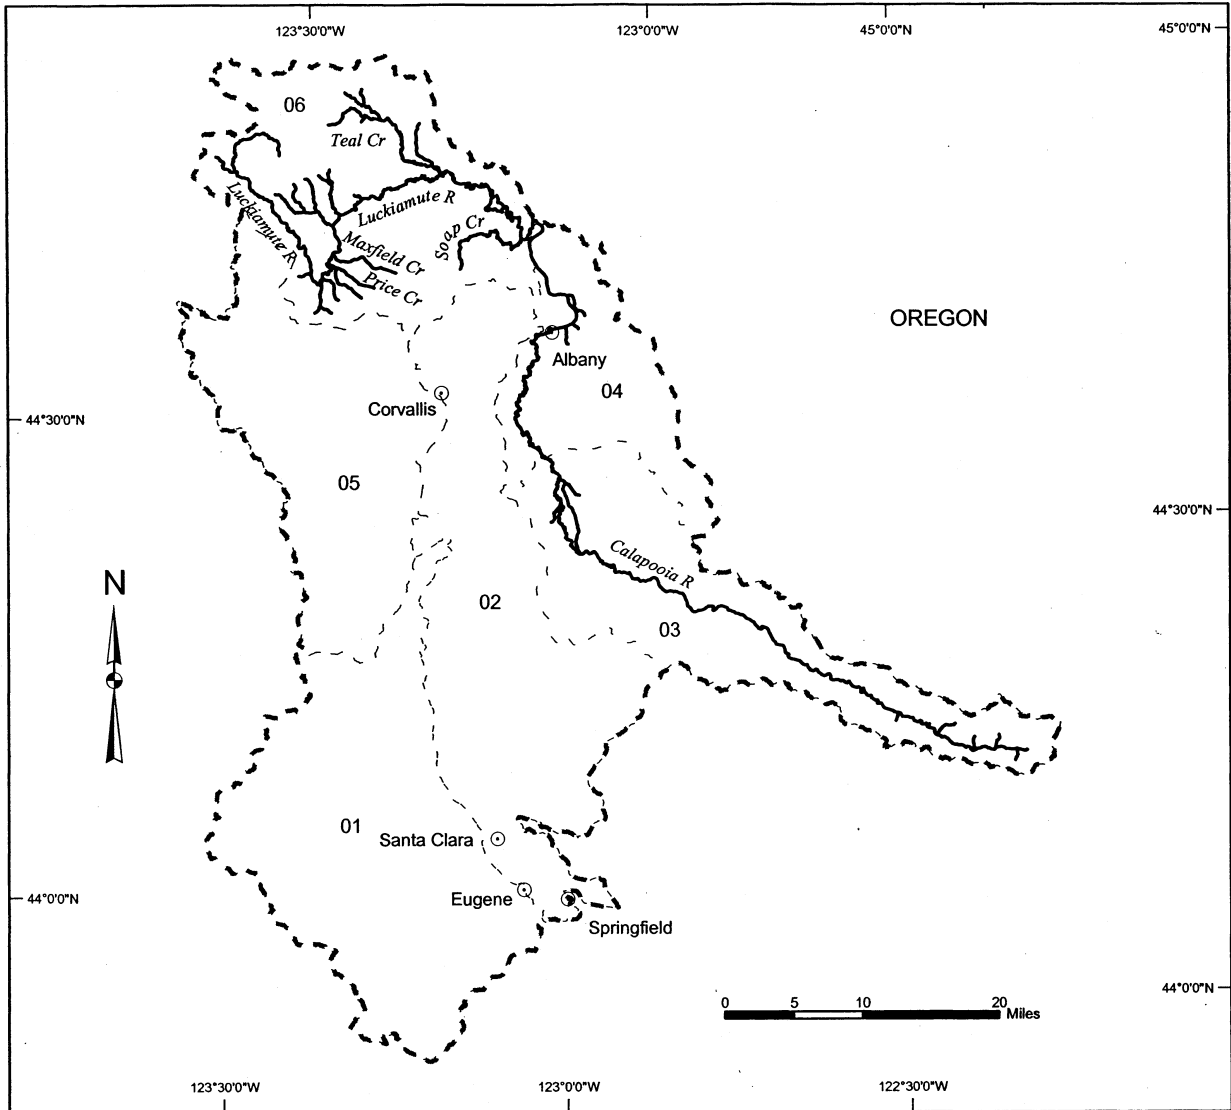 123°30'0"W
123°0'0"W
45°0'0"N
45°0'0"N
06
Teal Cr
Luckiamute R
Luckiamute R
Soap Cr
Maxfield Cr
Price Cr
OREGON
Albany
04
Corvallis
44°30'0"N
05
44°30'0"N
Calapooia R
N
02
03
01
Santa Clara
Eugene
44°0'0"N
Springfield
44°0'0"N
0 5 10 20
Miles
123°30'0"W
123°0'0"W
122°30'0"W